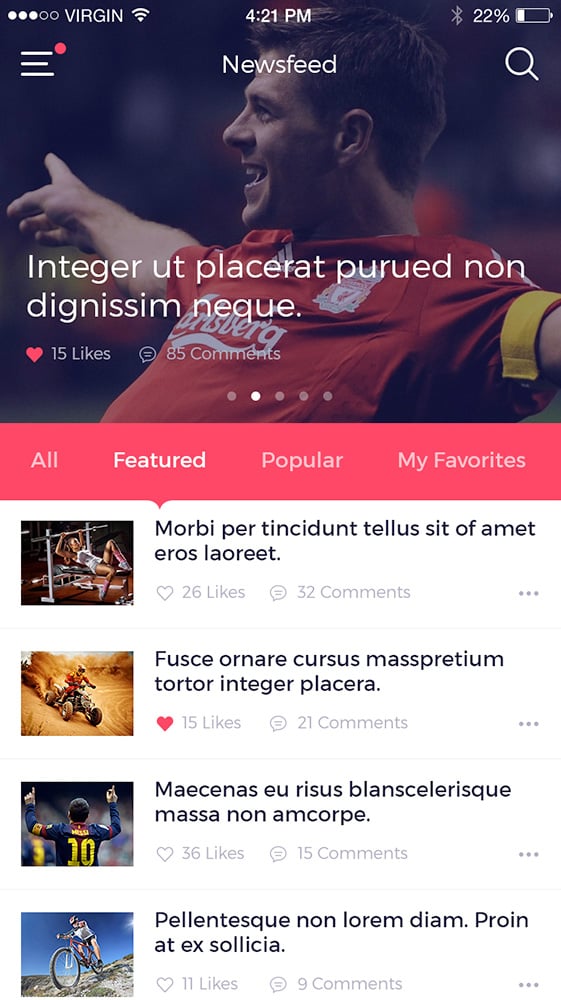 VIRGIN 4:21 PM 22%
Newsfeed
Integer ut placerat purued non
dignissim neque.
Carlsberg
15 Likes 85 Comments
All Featured Popular My Favorites
Morbi per tincidunt tellus sit of amet
eros laoreet.
26 Likes 32 Comments
Fusce ornare cursus masspretium
tortor integer placera.
15 Likes 21 Comments
Maecenas eu risus blanscelerisque
massa non amcorpe.
MESSI
10
36 Likes 15 Comments
Pellentesque non lorem diam. Proin
at ex sollicia.
11 Likes 9 Comments